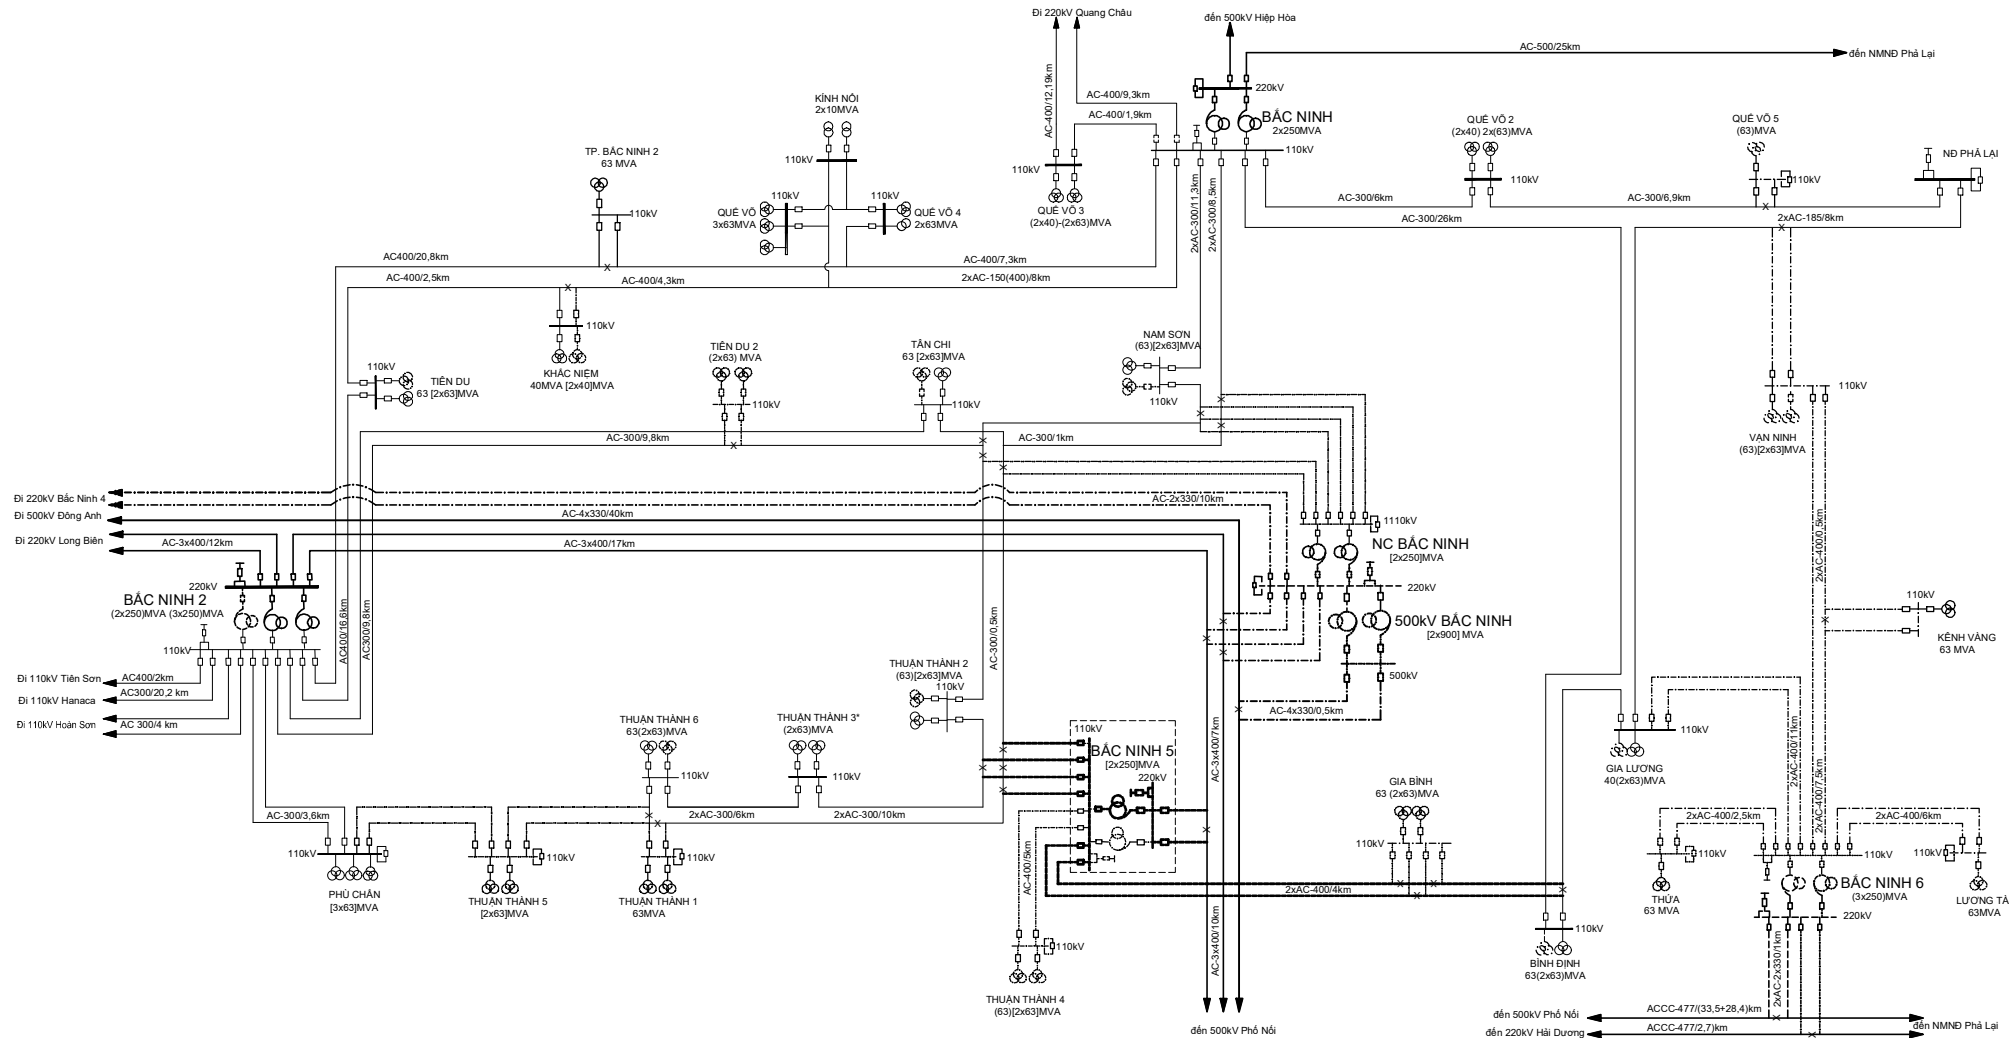 Đi 220kV Quang Châu
đến 500kV Hiệp Hòa
AC-500/25km
đến NMNĐ Phả Lại
AC-400/12,19km
AC-400/9,3km
AC-400/1,9km
220kV
BẮC NINH
2x250MVA
110kV
KÍNH NỔI
2x10MVA
110kV
TP. BẮC NINH 2
63 MVA
110kV
110kV
QUẾ VÕ
3x63MVA
110kV
QUẾ VÕ 4
2x63MVA
110kV
QUẾ VÕ 3
(2x40)-(2x63)MVA
2xAC-300/11,3km
2xAC-300/8,5km
QUẾ VÕ 2
(2x40) 2x(63)MVA
110kV
QUẾ VÕ 5
(63)MVA
110kV
NĐ PHẢ LẠI
AC-300/6km
AC-300/6,9km
AC-300/26km
2xAC-185/8km
AC400/20,8km
AC-400/7,3km
AC-400/2,5km
AC-400/4,3km
2xAC-150(400)/8km
110kV
KHẮC NIỆM
40MVA [2x40]MVA
110kV
TIÊN DU
63 [2x63]MVA
TIÊN DU 2
(2x63) MVA
110kV
TÂN CHI
63 [2x63]MVA
110kV
NAM SƠN
(63)[2x63]MVA
110kV
110kV
VẠN NINH
(63)[2x63]MVA
AC-300/9,8km
AC-300/1km
Đi 220kV Bắc Ninh 4
Đi 500kV Đông Anh
Đi 220kV Long Biên
AC-2x330/10km
AC-4x330/40km
AC-3x400/12km
AC-3x400/17km
1110kV
NC BẮC NINH
[2x250]MVA
220kV
500kV BẮC NINH
[2x900] MVA
500kV
AC-4x330/0,5km
2xAC-400/0,5km
220kV
BẮC NINH 2
(2x250)MVA (3x250)MVA
110kV
AC400/16,6km
AC300/9,8km
AC-300/0,5km
110kV
KÊNH VÀNG
63 MVA
Đi 110kV Tiên Sơn
AC400/2km
Đi 110kV Hanaca
AC300/20,2 km
Đi 110kV Hoàn Sơn
AC 300/4 km
THUẬN THÀNH 2
(63)[2x63]MVA
110kV
THUẬN THÀNH 6
63(2x63)MVA
110kV
THUẬN THÀNH 3*
(2x63)MVA
110kV
110kV
BẮC NINH 5
[2x250]MVA
220kV
AC-3x400/7km
110kV
GIA LƯƠNG
40(2x63)MVA
2xAC-400/11km
2xAC-400/7,5km
GIA BÌNH
63 (2x63)MVA
110kV
AC-300/3,6km
2xAC-300/6km
2xAC-300/10km
2xAC-400/2,5km
2xAC-400/6km
110kV
PHÙ CHẨN
[3x63]MVA
110kV
THUẬN THÀNH 5
[2x63]MVA
110kV
THUẬN THÀNH 1
63MVA
AC-400/5km
2xAC-400/4km
110kV
THỨA
63 MVA
110kV
BẮC NINH 6
(3x250)MVA
220kV
110kV
LƯƠNG TÀ
63MVA
110kV
THUẬN THÀNH 4
(63)[2x63]MVA
AC-3x400/10km
110kV
BÌNH ĐỊNH
63(2x63)MVA
2xAC-2x330/1km
đến 500kV Phố Nối
đến 500kV Phố Nối
ACCC-477/(33,5+28,4)km
đến 220kV Hải Dương
ACCC-477/2,7)km
đến NMNĐ Phả Lại